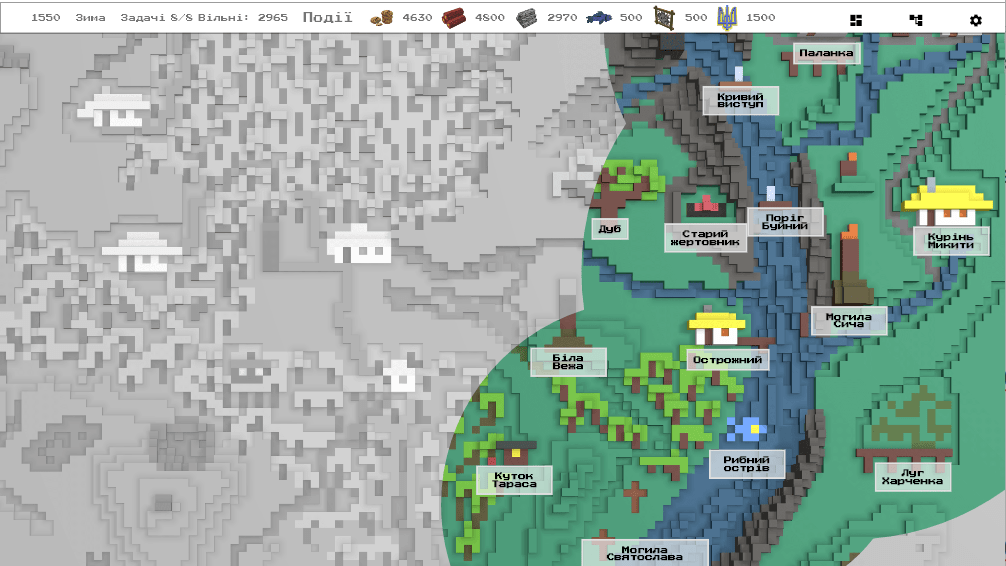 1550 Зима Задачі 8/8 Вільні: 2965 Події 4630 4800 2970 500 500 1500
Паланка
Кривий
виступ
Дуб
Старий
жертовник
Поріг
Буйний
Курінь
Микити
Могила
Сича
Біла
Вежа
Острожний
Рибний
острів
Куток
Тараса
Луг
Харченка
Могила
Святослава